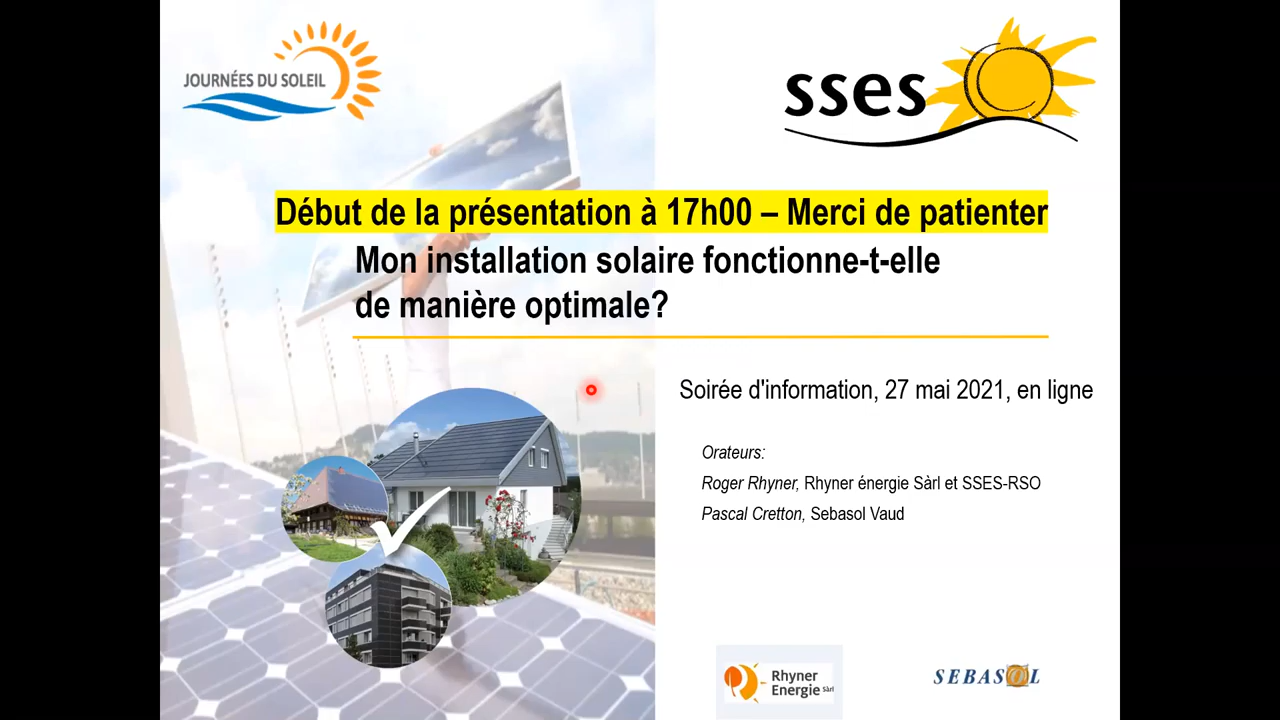 JOURNÉES DU SOLEIL
sses
Début de la présentation à 17h00 – Merci de patienter
Mon installation solaire fonctionne-t-elle
de manière optimale?
Soirée d'information, 27 mai 2021, en ligne
Orateurs:
Roger Rhyner, Rhyner énergie Sàrl et SSES-RSO
Pascal Cretton, Sebasol Vaud
Rhyner
Energie Sàrl
SEBASOL